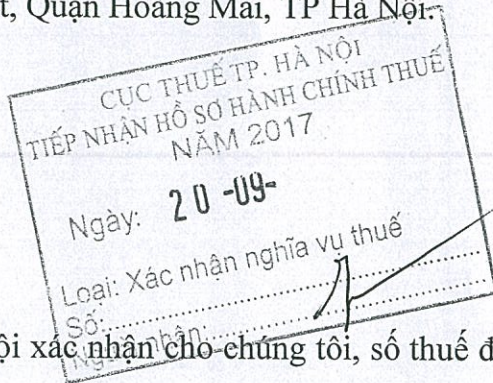 t, Quận Hoàng Mai, TP Hà Nội.
CỤC THUẾ TP. HÀ NỘI
TIẾP NHẬN HỒ SƠ HÀNH CHÍNH THUẾ
NĂM 2017
Ngày: 20 -09-
Loại: Xác nhận nghĩa vụ thuế
Số:
nhận:
ội xác nhận cho chúng tôi, số thuế đ